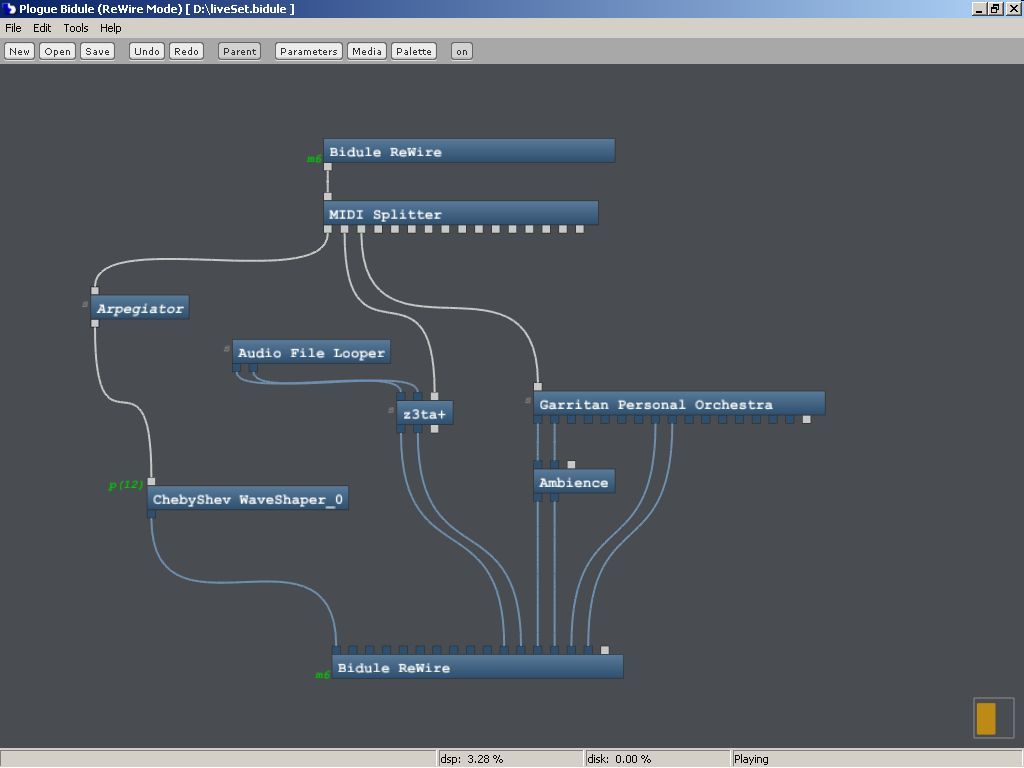 Plogue Bidule (ReWire Mode) [ D:\liveSet.bidule ]
File Edit Tools Help
New Open Save Undo Redo Parent Parameters Media Palette on
m6 Bidule ReWire
MIDI Splitter
Arpegiator
Audio File Looper
z3ta+
Garritan Personal Orchestra
Ambience
p(12) ChebyShev WaveShaper_0
m6 Bidule ReWire
dsp: 3.28 % disk: 0.00 % Playing